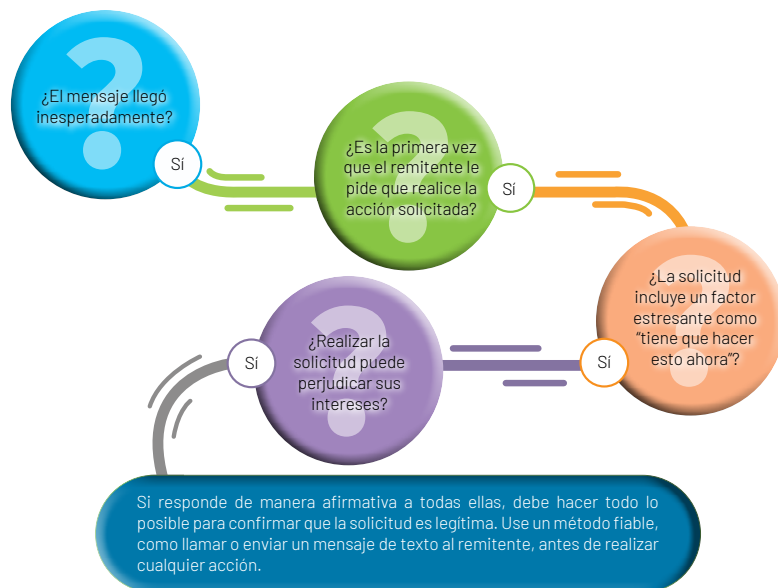 ¿El mensaje llegó
inesperadamente?
Sí
¿Es la primera vez
que el remitente le
pide que realice la
acción solicitada?
Sí
¿La solicitud
incluye un factor
estresante como
“tiene que hacer
esto ahora”?
Sí
¿Realizar la
solicitud puede
perjudicar sus
intereses?
Sí
Si responde de manera afirmativa a todas ellas, debe hacer todo lo
posible para confirmar que la solicitud es legítima. Use un método fiable,
como llamar o enviar un mensaje de texto al remitente, antes de realizar
cualquier acción.